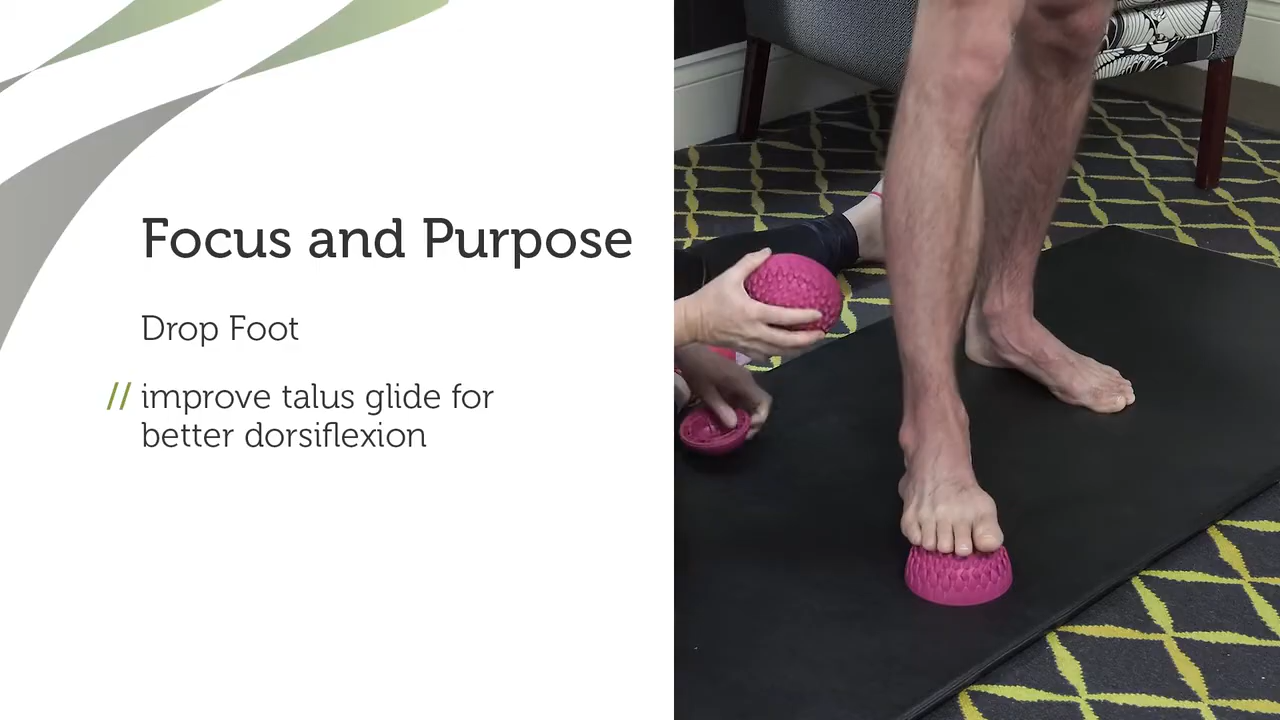 Focus and Purpose
Drop Foot
// improve talus glide for
better dorsiflexion